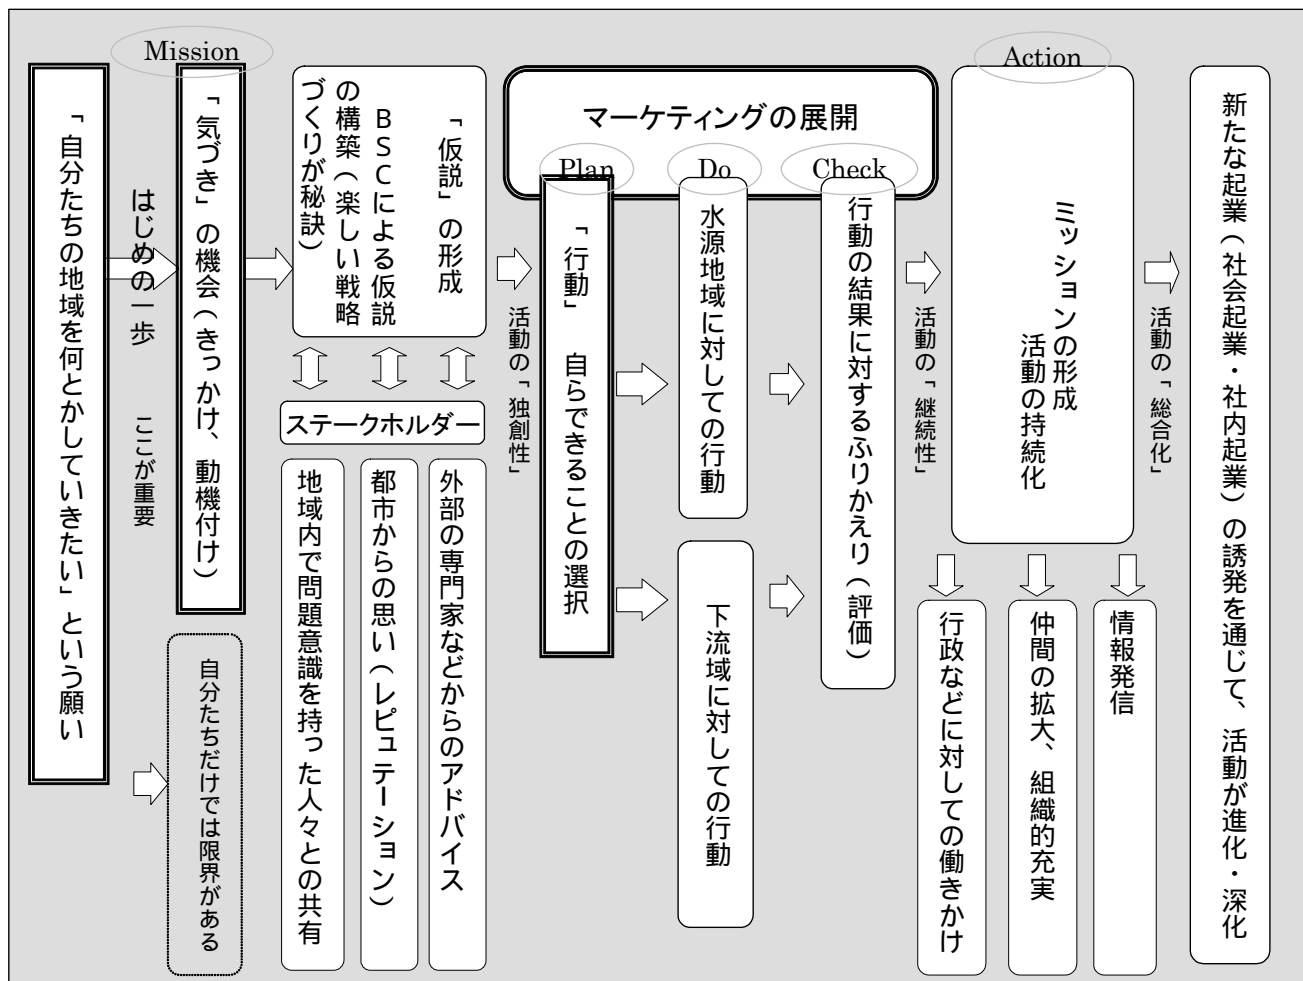 Mission
「自分たちの地域を何とかしていきたい」という願い
はじめの一歩
ここが重要
「気づき」の機会(きっかけ、動機付け)
自分たちだけでは限界がある
「仮説」の形成
BSCによる仮説
の構築(楽しい戦略
づくりが秘訣)
ステークホルダー
地域内で問題意識を持った人々との共有
都市からの思い(レピュテーション)
外部の専門家などからのアドバイス
活動の「独創性」
マーケティングの展開
Plan
Do
Check
「行動」 自らできることの選択
水源地域に対しての行動
下流域に対しての行動
行動の結果に対するふりかえり(評価)
活動の「継続性」
Action
ミッションの形成
活動の持続化
行政などに対しての働きかけ
仲間の拡大、組織的充実
情報発信
活動の「総合化」
新たな起業(社会起業・社内起業)の誘発を通じて、活動が進化・深化